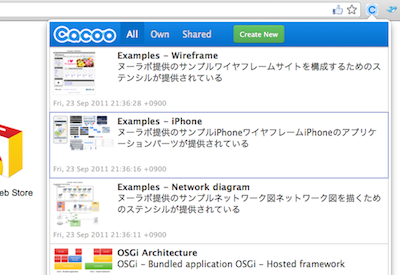 Cacoo All Own Shared Create New
Examples - Wireframe
ヌーラボ提供のサンプルワイヤフレームサイトを構成するためのス
テンシルが提供されている
Fri, 23 Sep 2011 21:36:28 +0900
Examples - iPhone
ヌーラボ提供のサンプルiPhoneワイヤフレームiPhoneのアプリケ
ーションパーツが提供されている
Fri, 23 Sep 2011 21:36:16 +0900
Examples - Network diagram
ヌーラボ提供のサンプルネットワーク図ネットワーク図を描くため
のステンシルが提供されている
Fri, 23 Sep 2011 21:34:49 +0900
OSGi Architecture
OSGi - Bundled application OSGi - Hosted framework
eb Store